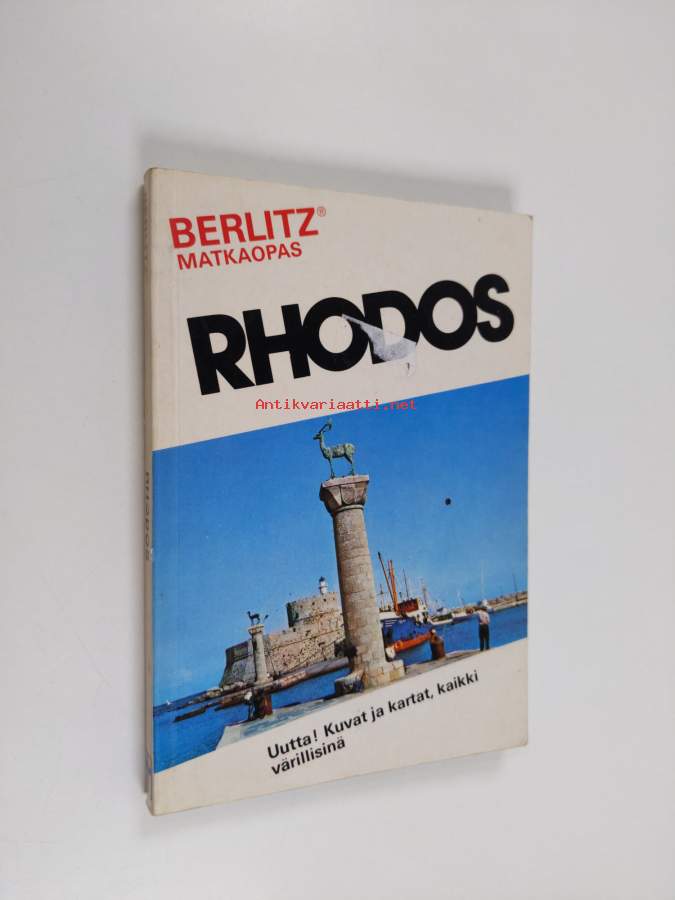 BERLITZ®
MATKAOPAS
RHODOS
Antikvariaatti.net
Uutta! Kuvat ja kartat, kaikki
värillisinä